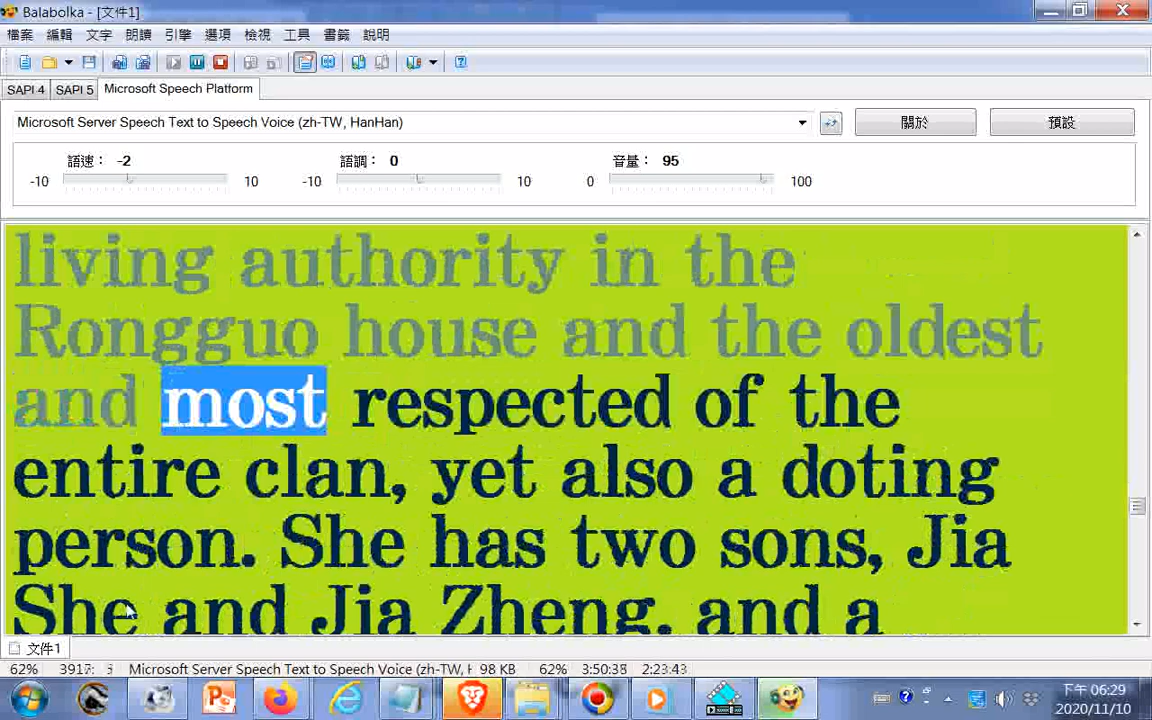 Balabolka - [文件1]
檔案 編輯 文字 朗讀 引擎 選項 檢視 工具 書籤 說明
SAPI 4 SAPI 5 Microsoft Speech Platform
Microsoft Server Speech Text to Speech Voice (zh-TW, HanHan) 關於 預設
語速： -2 語調： 0 音量： 95
-10 10 -10 10 0 100
living authority in the
Rongguo house and the oldest
and most respected of the
entire clan, yet also a doting
person. She has two sons, Jia
She and Jia Zheng, and a
文件1
62% 3917: Microsoft Server Speech Text to Speech Voice (zh-TW, 98 KB 62% 3:50:38 2:23:43
下午 06:29
2020/11/10